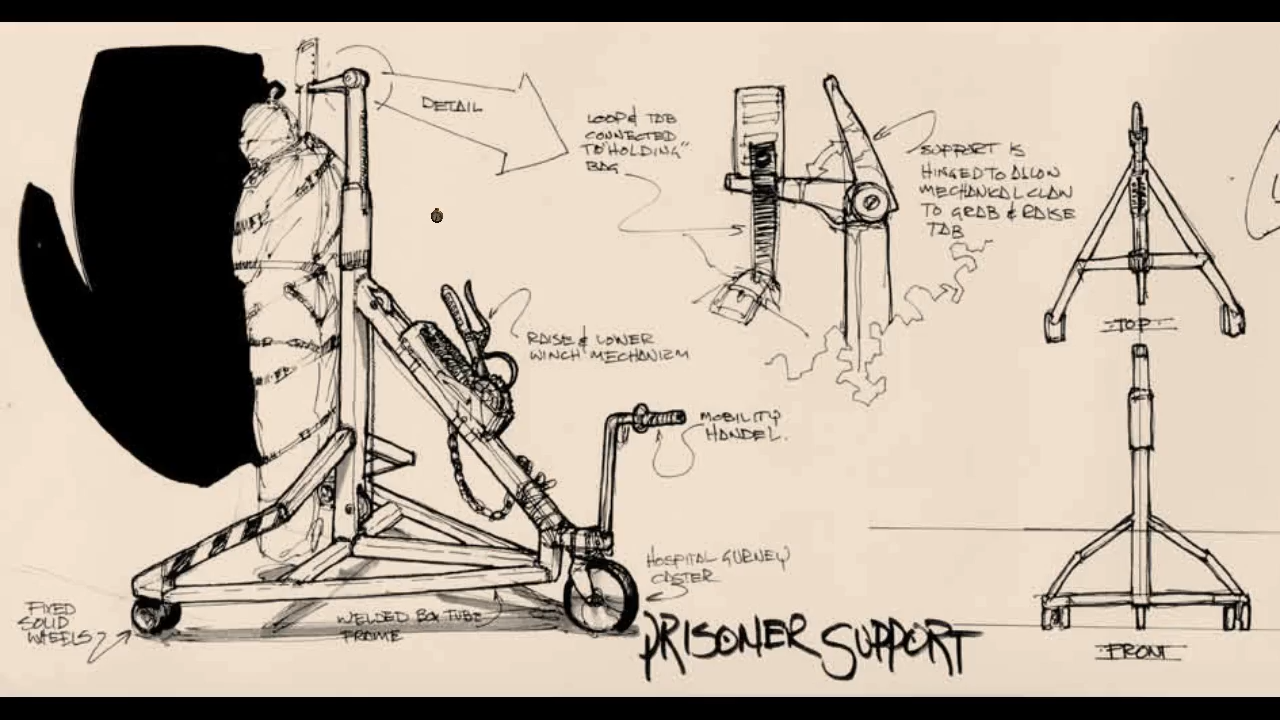 DETAIL
LOOP & TAB
CONNECTED
TO "HOLDING"
BAG
SUPPORT IS
HINGED TO ALLOW
MECHANICAL CLAW
TO GRAB & RAISE
TAB
TOP
RAISE & LOWER
WINCH MECHANIZM
MOBILITY
HANDEL.
HOSPITAL GURNEY
CASTER
FIXED
SOLID
WHEELS
WELDED BOX TUBE
FRAME
PRISONER SUPPORT
FRONT